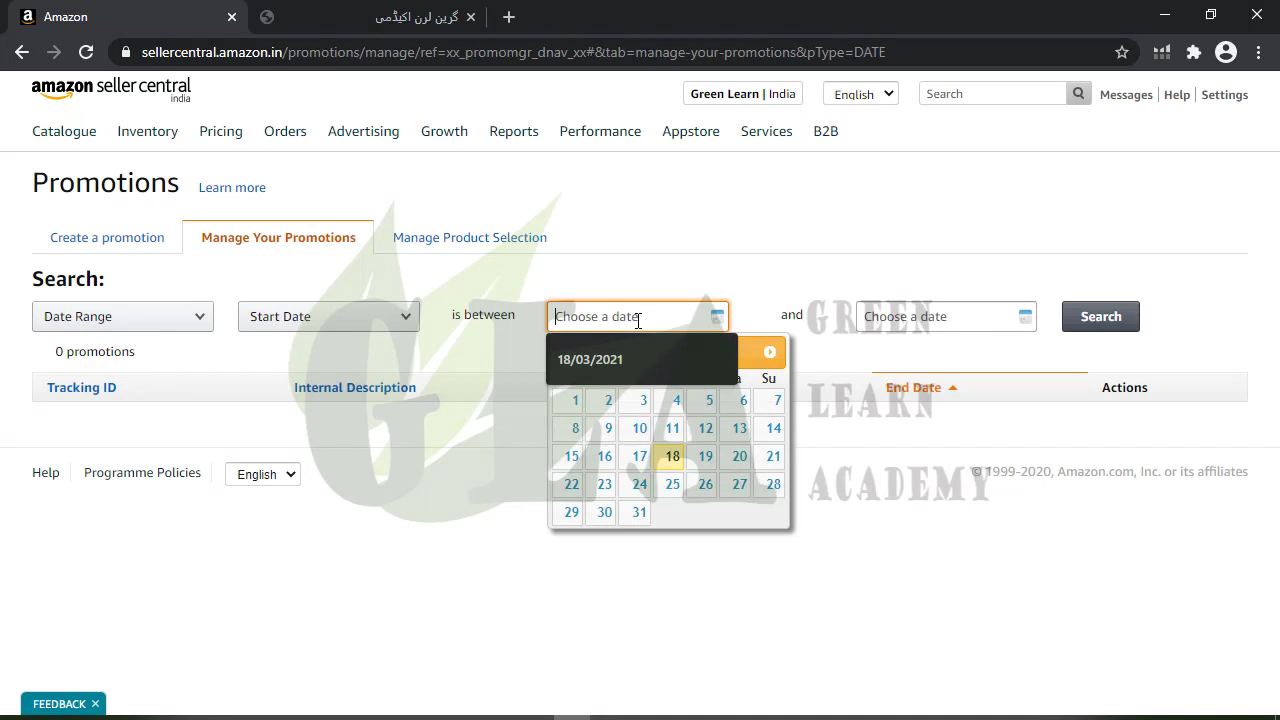 Amazon
گرین لرن اکیڈمی
sellercentral.amazon.in/promotions/manage/ref=xx_promomgr_dnav_xx#&tab=manage-your-promotions&pType=DATE
amazon seller central
india
Green Learn | India
English
Search
Messages | Help | Settings
Catalogue Inventory Pricing Orders Advertising Growth Reports Performance Appstore Services B2B
Promotions Learn more
Create a promotion Manage Your Promotions Manage Product Selection
Search:
Date Range Start Date is between Choose a date and Choose a date Search
0 promotions
18/03/2021
Su
Tracking ID Internal Description End Date Actions
1 2 3 4 5 6 7
8 9 10 11 12 13 14
15 16 17 18 19 20 21
22 23 24 25 26 27 28
29 30 31
Help Programme Policies English
© 1999-2020, Amazon.com, Inc. or its affiliates
GLA
GREEN
LEARN
ACADEMY
FEEDBACK